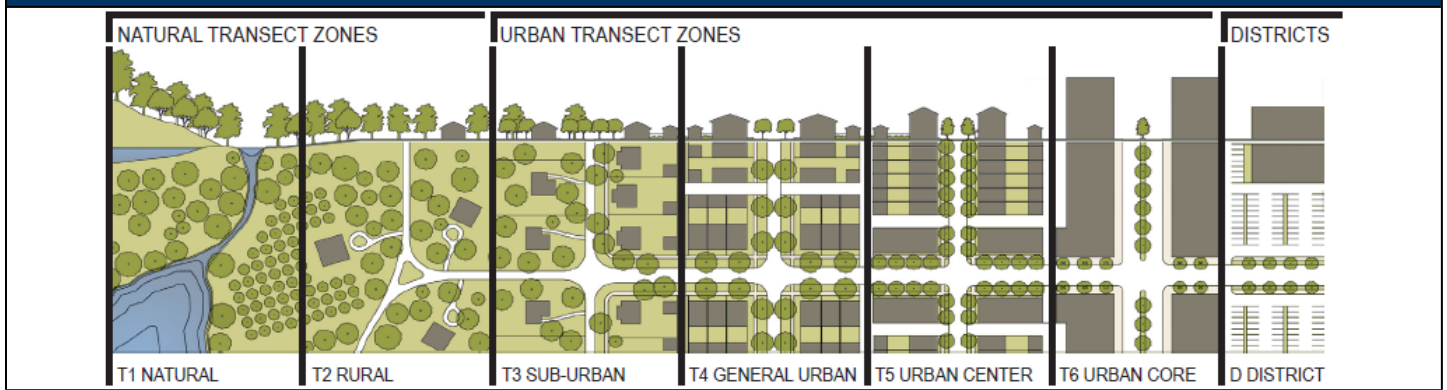 NATURAL TRANSECT ZONES
URBAN TRANSECT ZONES
DISTRICTS
T1 NATURAL
T2 RURAL
T3 SUB-URBAN
T4 GENERAL URBAN
T5 URBAN CENTER
T6 URBAN CORE
D DISTRICT